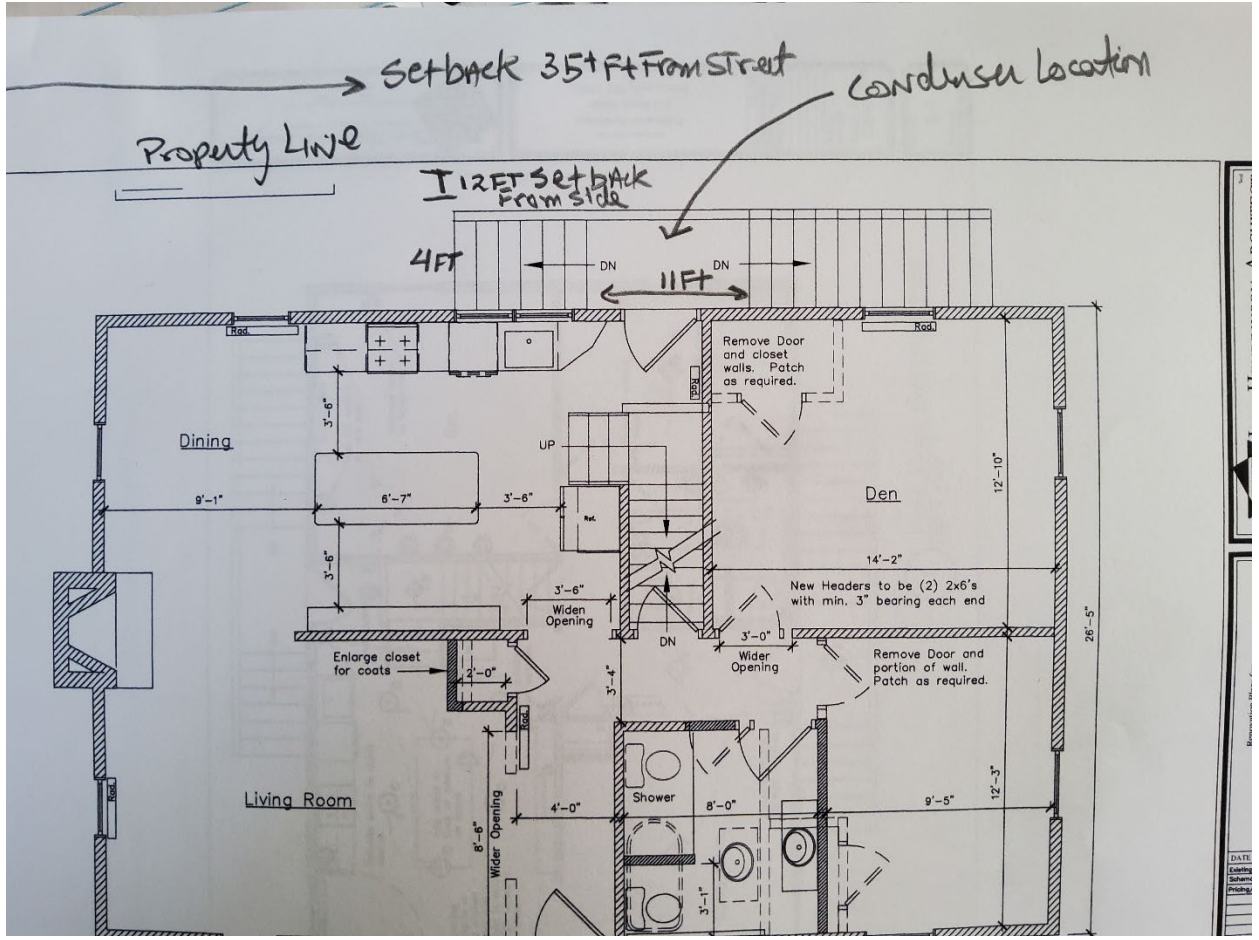 Setback 35+ Ft From Street
Condenser Location
Property Line
12FT Setback
From Side
4FT
DN
DN
11Ft
Rad.
Rad.
Remove Door
and closet
walls. Patch
as required.
Rad.
3'-6"
Dining
UP
12'-10"
Den
9'-1"
6'-7"
3'-6"
Ref.
14'-2"
3'-6"
New Headers to be (2) 2x6's
with min. 3" bearing each end
3'-6"
Widen
Opening
26'-5"
DN
3'-0"
Wider
Opening
Remove Door and
portion of wall.
Patch as required.
Enlarge closet
for coats
2'-0"
3'-4"
Rad.
Rad.
Living Room
Shower
8'-6"
Wider Opening
4'-0"
8'-0"
9'-5"
12'-3"
3'-1"
DATE
Existing
Schema
Pricing